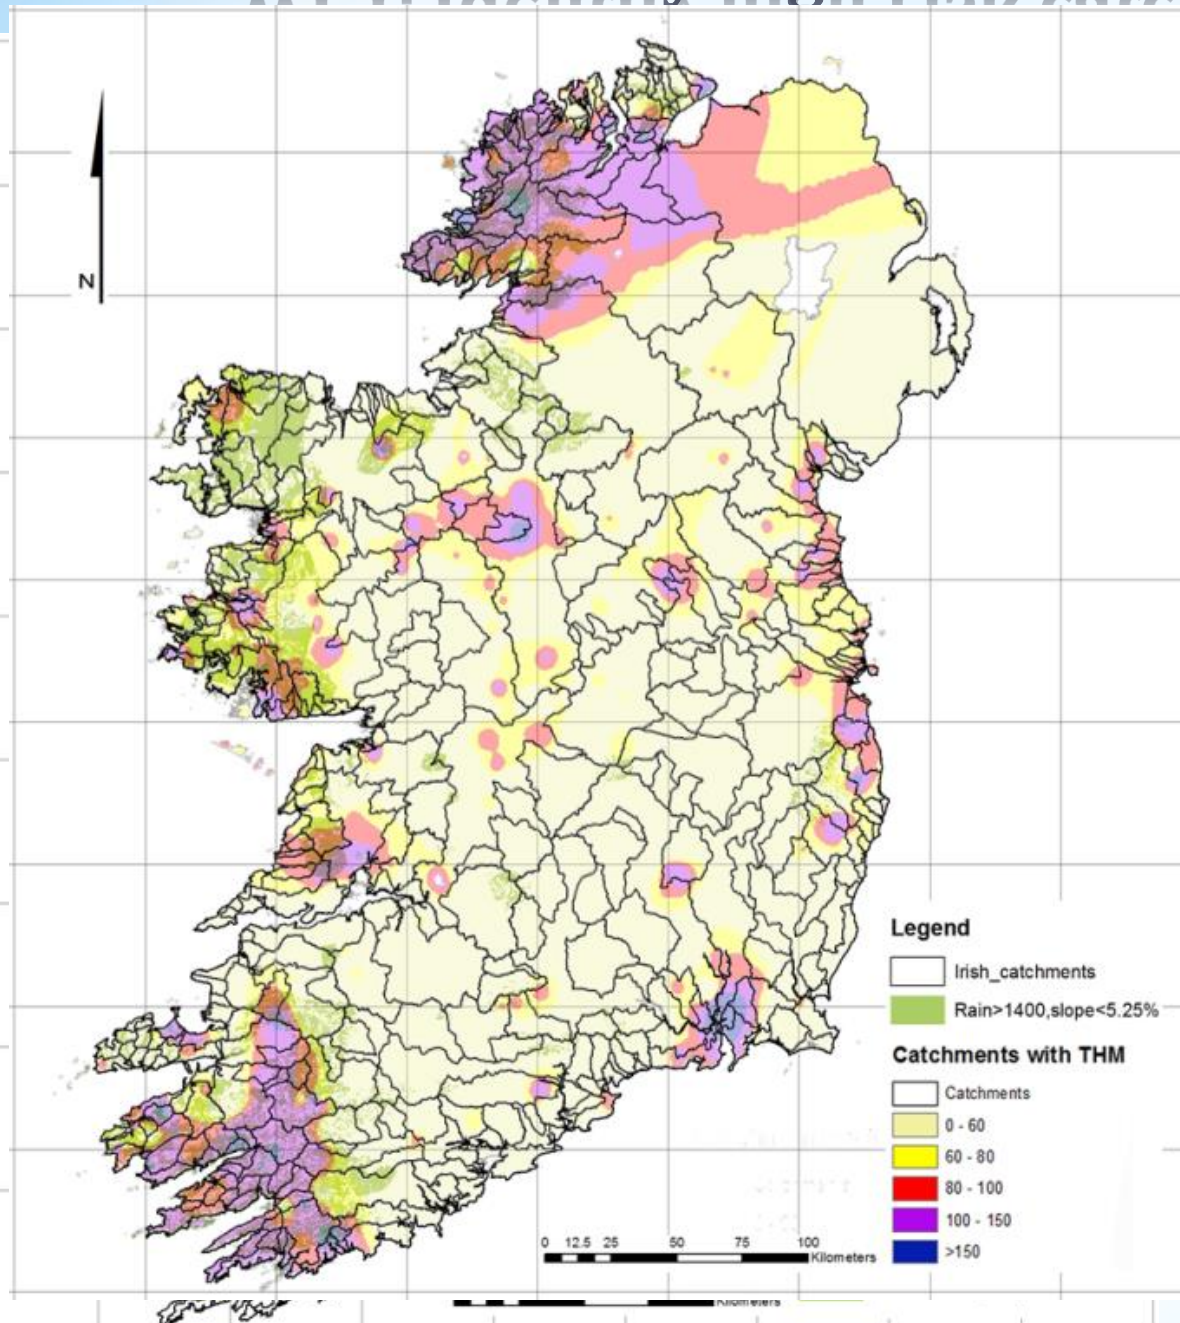 N
Legend
Irish_catchments
Rain>1400,slope<5.25%
Catchments with THM
Catchments
0 - 60
60 - 80
80 - 100
100 - 150
>150
0 12.5 25 50 75 100
Kilometers
Kilometers